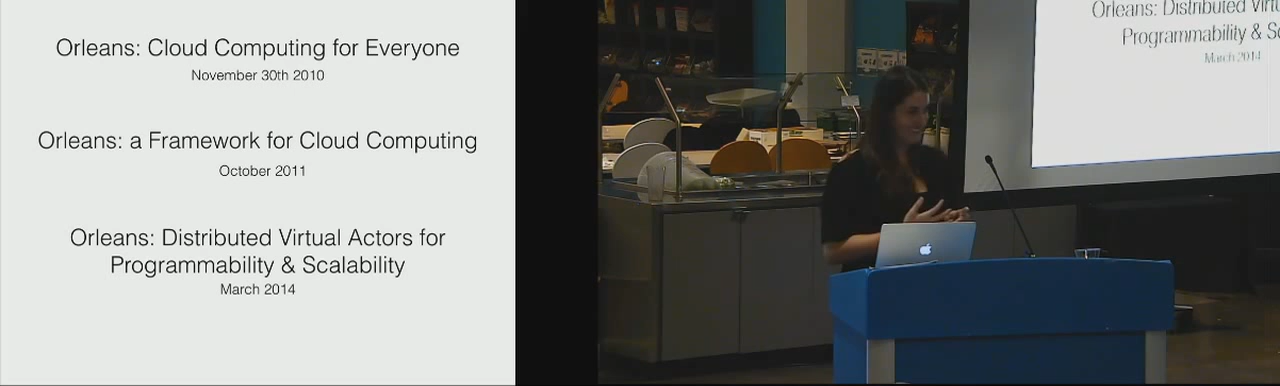 Orleans: Cloud Computing for Everyone
November 30th 2010
Orleans: a Framework for Cloud Computing
October 2011
Orleans: Distributed Virtual Actors for
Programmability & Scalability
March 2014
Orleans: Distributed Virtu
Programmability & Sc
March 2014